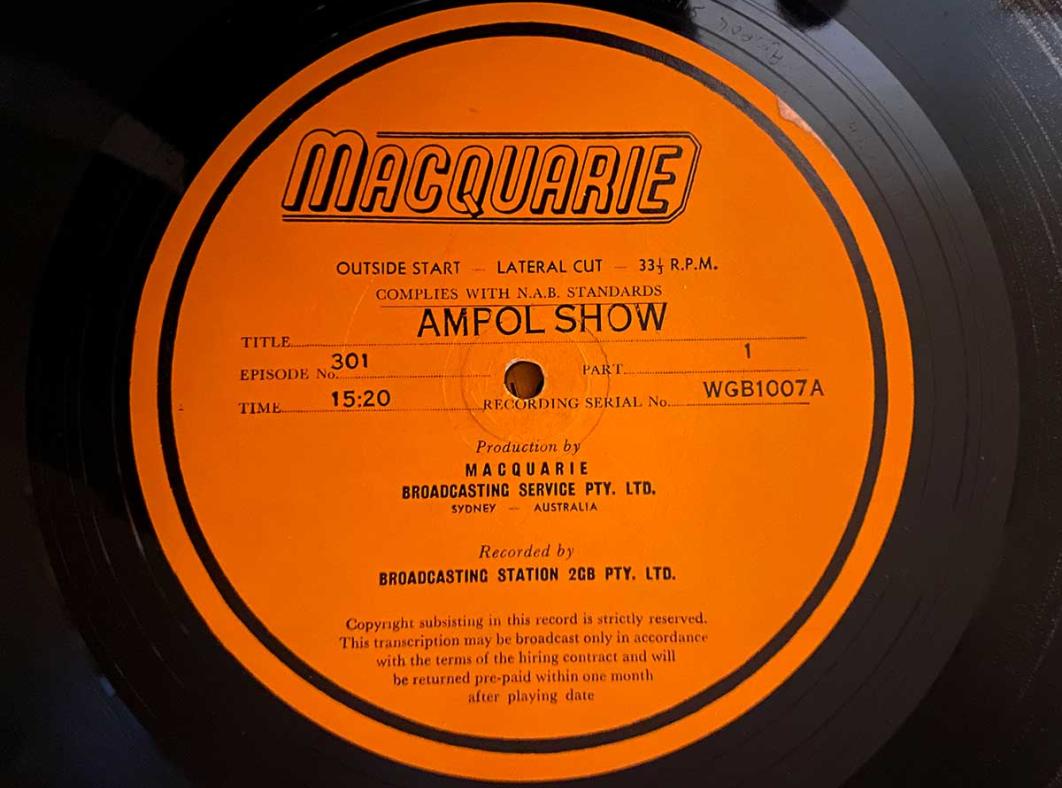 MACQUARIE
OUTSIDE START — LATERAL CUT — 33⅓ R.P.M.
COMPLIES WITH N.A.B. STANDARDS
TITLE AMPOL SHOW
EPISODE No. 301 PART 1
TIME 15:20 RECORDING SERIAL No. WGB1007A
Production by
MACQUARIE
BROADCASTING SERVICE PTY. LTD.
SYDNEY — AUSTRALIA
Recorded by
BROADCASTING STATION 2GB PTY. LTD.
Copyright subsisting in this record is strictly reserved.
This transcription may be broadcast only in accordance
with the terms of the hiring contract and will
be returned pre-paid within one month
after playing date